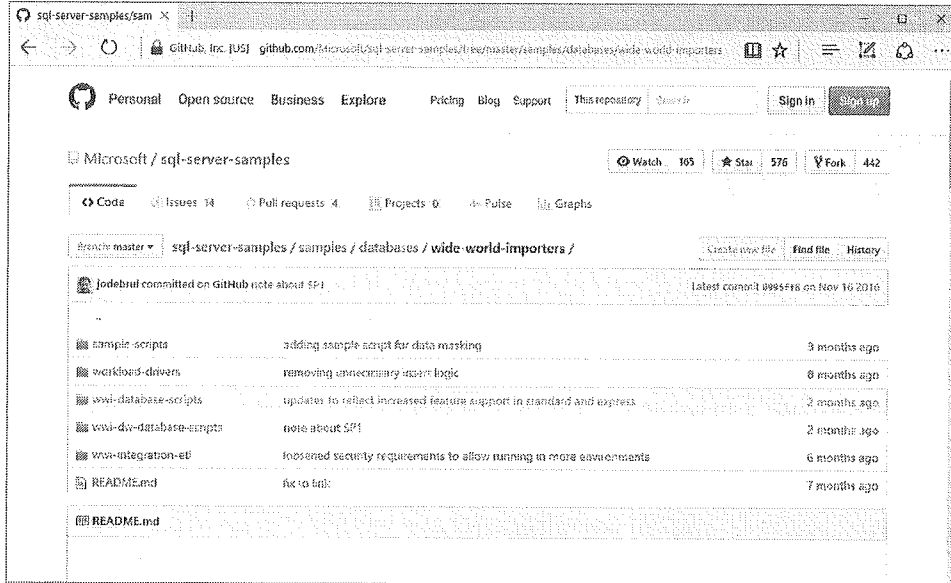 sql-server-samples/sam
GitHub, Inc. [US] github.com/Microsoft/sql-server-samples/tree/master/samples/databases/wide-world-importers
Personal Open source Business Explore Pricing Blog Support This repository Search Sign in Sign up
Microsoft / sql-server-samples Watch 165 Star 576 Fork 442
Code Issues 14 Pull requests 4 Projects 0 Pulse Graphs
Branch: master sql-server-samples / samples / databases / wide-world-importers / Create new file Find file History
jodebrui committed on GitHub note about SP1 Latest commit on Nov 16 2016
..
sample-scripts adding sample script for data masking 9 months ago
workload-drivers removing unnecessary insert logic 8 months ago
wwi-database-scripts updates to reflect increased feature support in standard and express 2 months ago
wwi-dw-database-scripts note about SP1 2 months ago
wwi-integration-etl loosened security requirements to allow running in more environments 6 months ago
README.md fix to link 7 months ago
README.md